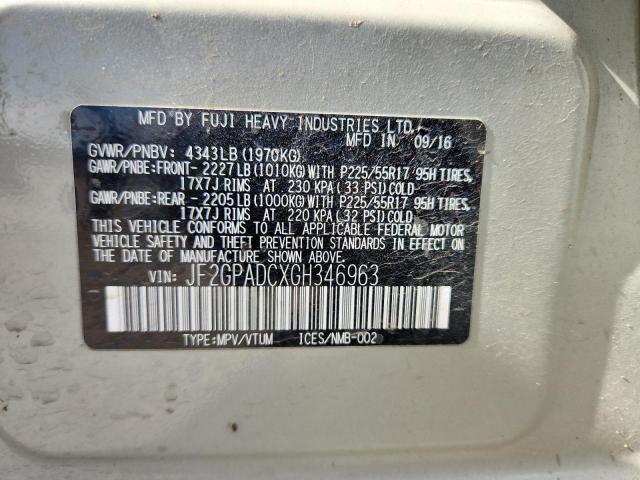 MFD BY FUJI HEAVY INDUSTRIES LTD.
MFD IN 09/16
GVWR/PNBV: 4343LB(1970KG)
GAWR/PNBE:FRONT- 2227LB(1010KG)WITH P225/55R17 95H TIRES,
17X7J RIMS AT 230 KPA(33 PSI)COLD
GAWR/PNBE:REAR - 2205LB(1000KG)WITH P225/55R17 95H TIRES,
17X7J RIMS AT 220 KPA(32 PSI)COLD
THIS VEHICLE CONFORMS TO ALL APPLICABLE FEDERAL MOTOR
VEHICLE SAFETY AND THEFT PREVENTION STANDARDS IN EFFECT ON
THE DATE OF MANUFACTURE SHOWN ABOVE.
VIN: JF2GPADCXGH346963
TYPE:MPV/VTUM ICES/NMB-002